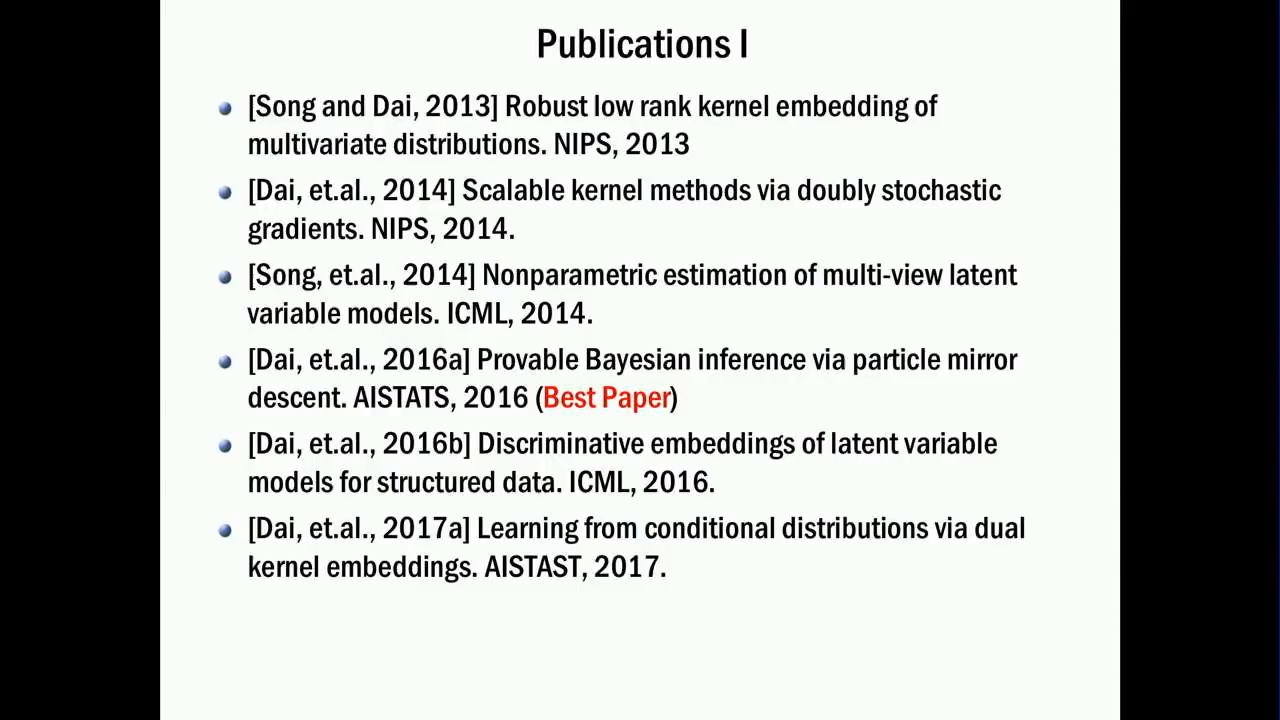 Publications I
[Song and Dai, 2013] Robust low rank kernel embedding of
multivariate distributions. NIPS, 2013
[Dai, et.al., 2014] Scalable kernel methods via doubly stochastic
gradients. NIPS, 2014.
[Song, et.al., 2014] Nonparametric estimation of multi-view latent
variable models. ICML, 2014.
[Dai, et.al., 2016a] Provable Bayesian inference via particle mirror
descent. AISTATS, 2016 (Best Paper)
[Dai, et.al., 2016b] Discriminative embeddings of latent variable
models for structured data. ICML, 2016.
[Dai, et.al., 2017a] Learning from conditional distributions via dual
kernel embeddings. AISTAST, 2017.